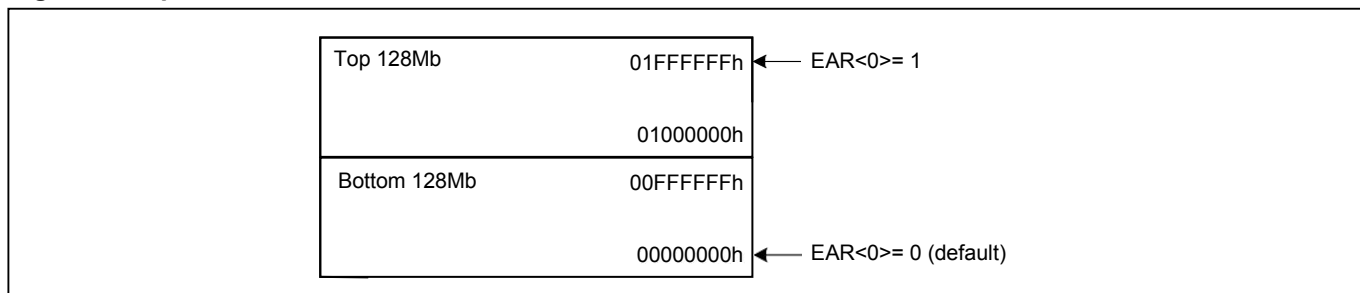 Top 128Mb 01FFFFFFh EAR<0>= 1
01000000h
Bottom 128Mb 00FFFFFFh
00000000h EAR<0>= 0 (default)